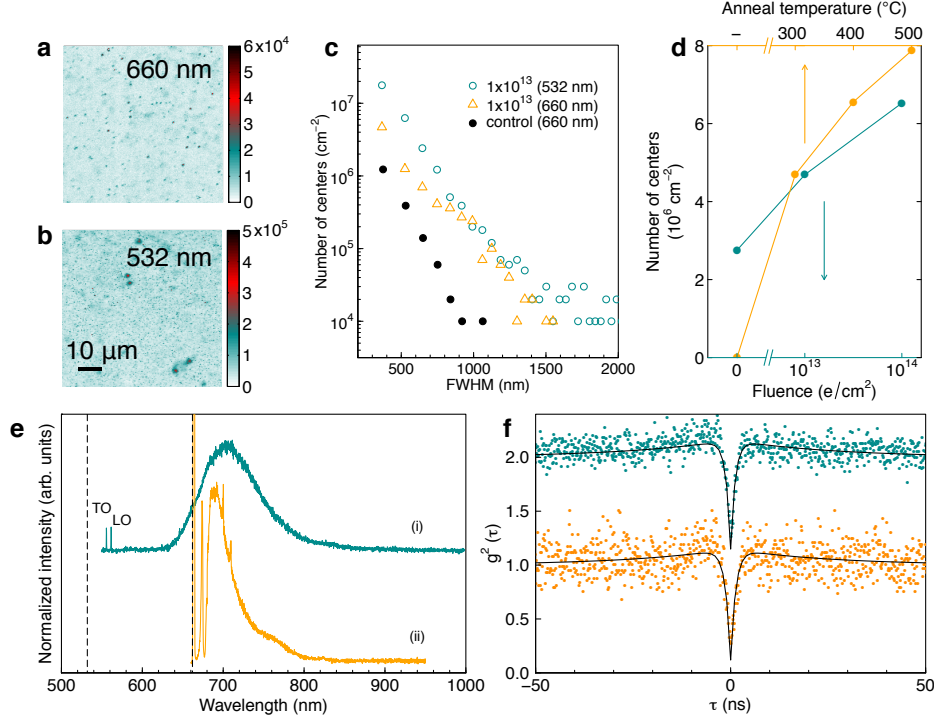 a
660 nm
6x10⁴
5
4
3
2
1
0
b
532 nm
10 μm
5x10⁵
4
3
2
1
0
c
1x10¹³ (532 nm)
1x10¹³ (660 nm)
control (660 nm)
Number of centers (cm⁻²)
10⁷
10⁶
10⁵
10⁴
500 1000 1500 2000
FWHM (nm)
Anneal temperature (°C)
– 300 400 500
d
Number of centers
(10⁶ cm⁻²)
8
6
4
2
0
0 10¹³ 10¹⁴
Fluence (e/cm²)
e
Normalized intensity (arb. units)
TO
LO
(i)
(ii)
500 600 700 800 900 1000
Wavelength (nm)
f
g² (τ)
2.0
1.5
1.0
0.5
0.0
−50 0 50
τ (ns)